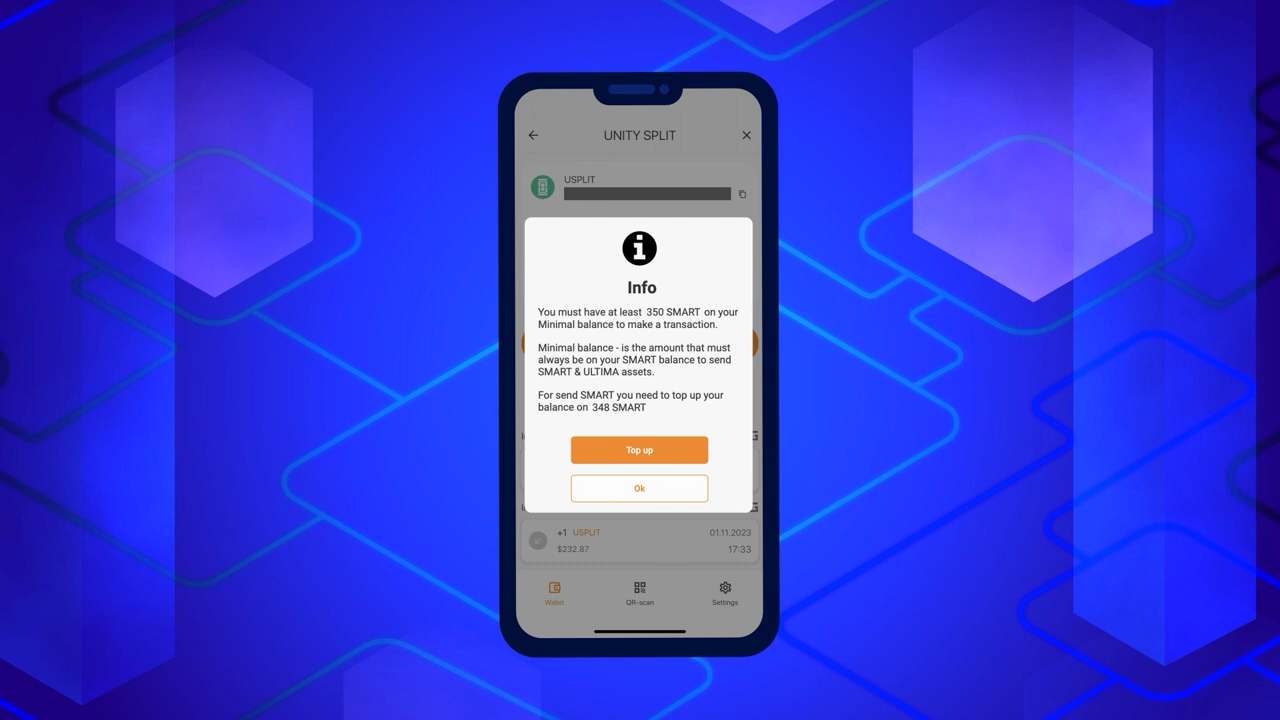 UNITY SPLIT
USPLIT
Info
You must have at least 350 SMART on your
Minimal balance to make a transaction.
Minimal balance - is the amount that must
always be on your SMART balance to send
SMART & ULTIMA assets.
For send SMART you need to top up your
balance on 348 SMART
Top up
Ok
+1 USPLIT 01.11.2023
$232.87 17:33
Wallet QR-scan Settings